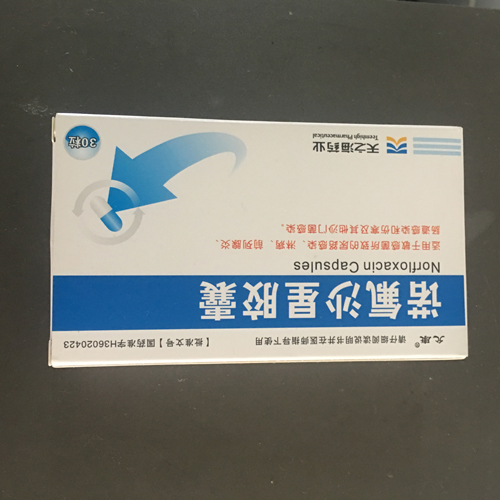 允康® 请仔细阅读说明书并在医师指导下使用 【批准文号】国药准字H36020423
诺氟沙星胶囊
Norfloxacin Capsules
适用于敏感菌所致的尿路感染、淋病、前列腺炎、
肠道感染和伤寒及其他沙门菌感染。
天之海药业
Teenhigh Pharmaceutical
30粒